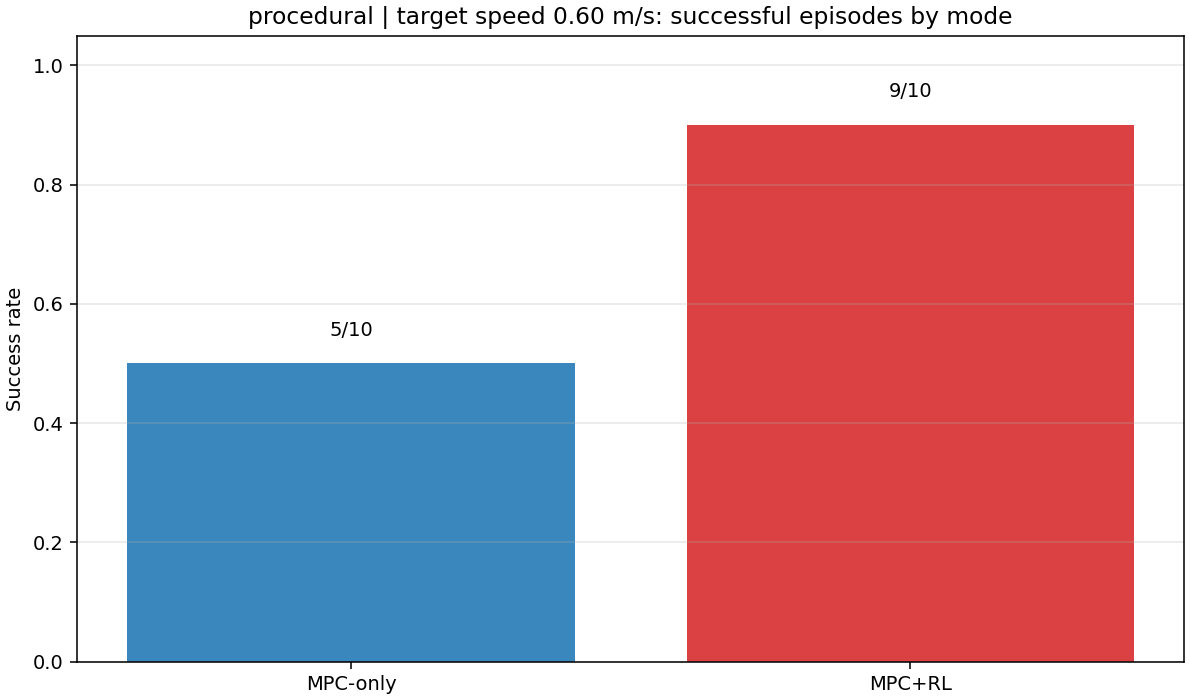 procedural | target speed 0.60 m/s: successful episodes by mode
1.0
0.8
0.6
0.4
0.2
0.0
Success rate
5/10
9/10
MPC-only
MPC+RL